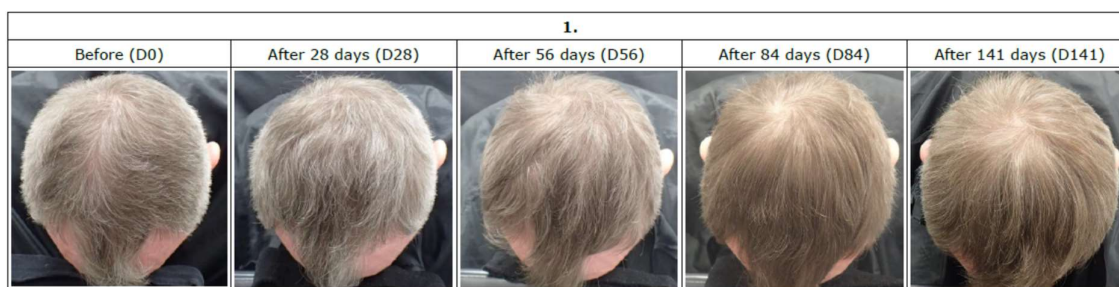 1.
Before (D0)
After 28 days (D28)
After 56 days (D56)
After 84 days (D84)
After 141 days (D141)